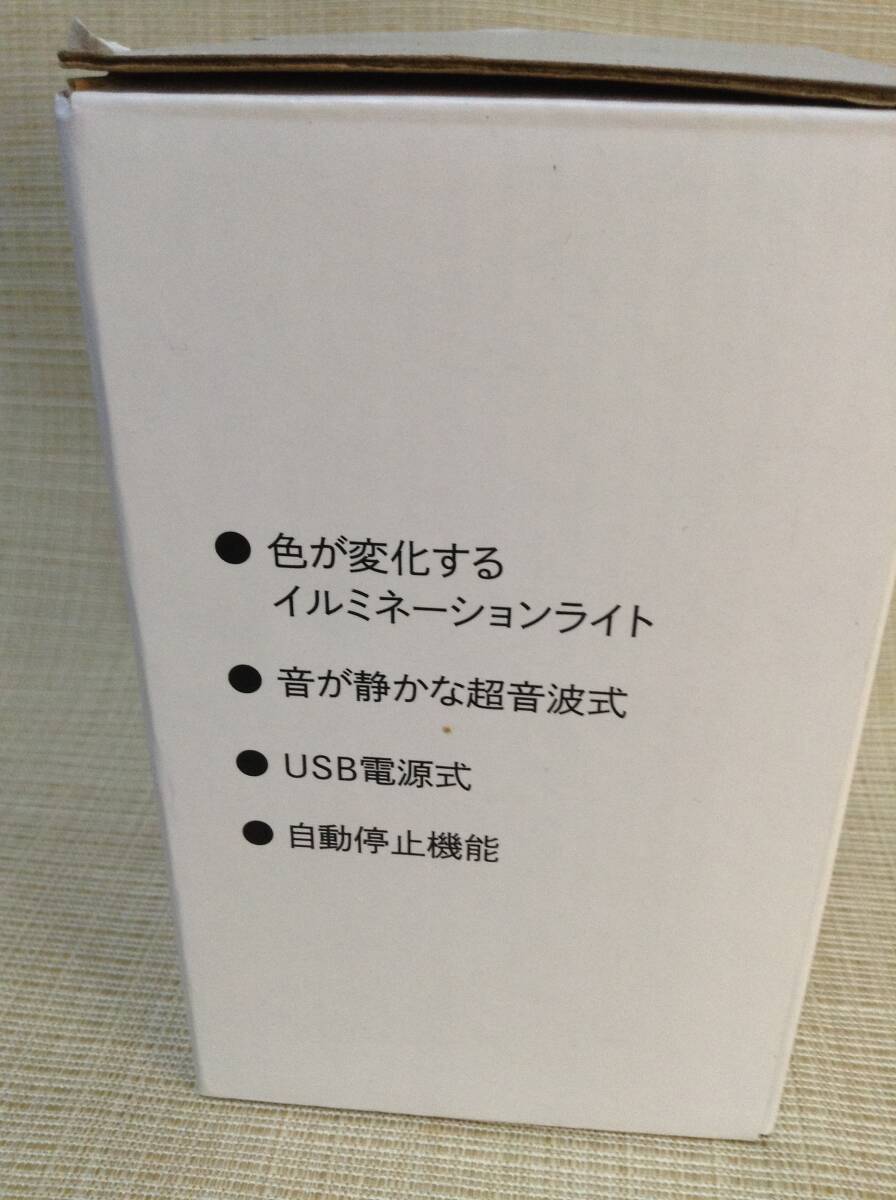 ● 色が変化する
イルミネーションライト
● 音が静かな超音波式
● USB電源式
● 自動停止機能